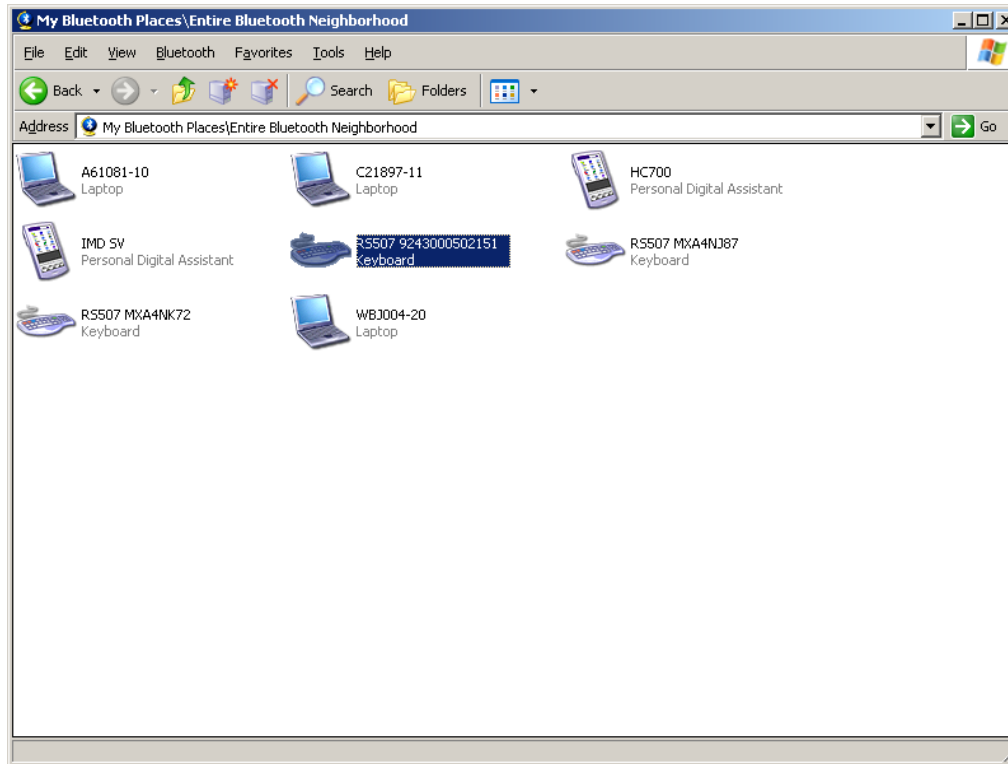 My Bluetooth Places\Entire Bluetooth Neighborhood
File Edit View Bluetooth Favorites Tools Help
Back Search Folders
Address My Bluetooth Places\Entire Bluetooth Neighborhood Go
A61081-10
Laptop
C21897-11
Laptop
HC700
Personal Digital Assistant
IMD SV
Personal Digital Assistant
RS507 9243000502151
Keyboard
RS507 MXA4NJ87
Keyboard
RS507 MXA4NK72
Keyboard
WBJ004-20
Laptop